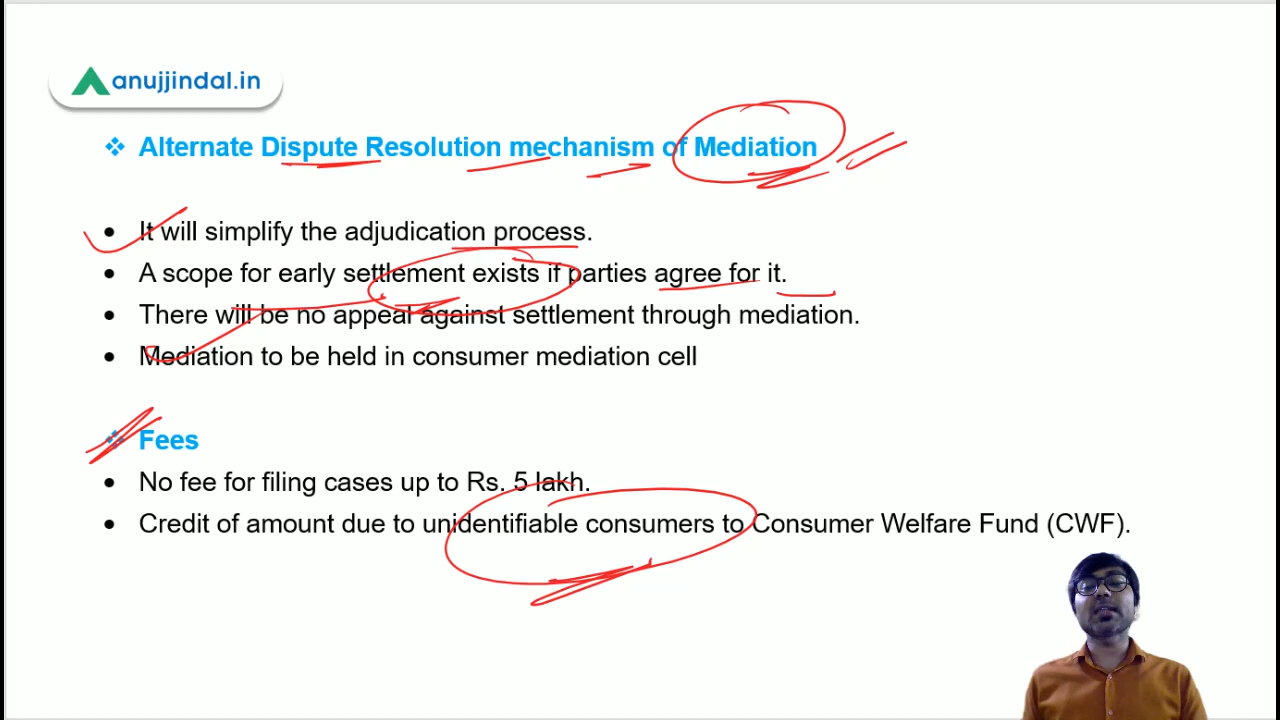 anujjindal.in
❖ Alternate Dispute Resolution mechanism of Mediation
• It will simplify the adjudication process.
• A scope for early settlement exists if parties agree for it.
• There will be no appeal against settlement through mediation.
• Mediation to be held in consumer mediation cell
❖ Fees
• No fee for filing cases up to Rs. 5 lakh.
• Credit of amount due to unidentifiable consumers to Consumer Welfare Fund (CWF).